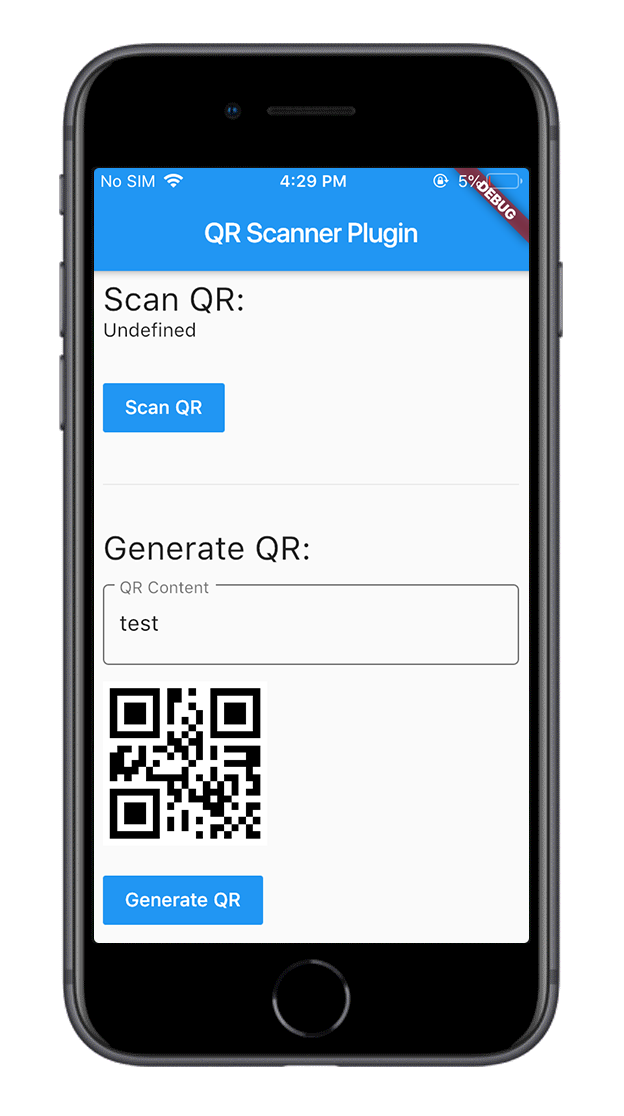 No SIM 4:29 PM 5%
DEBUG
QR Scanner Plugin
Scan QR:
Undefined
Scan QR
Generate QR:
QR Content
test
Generate QR